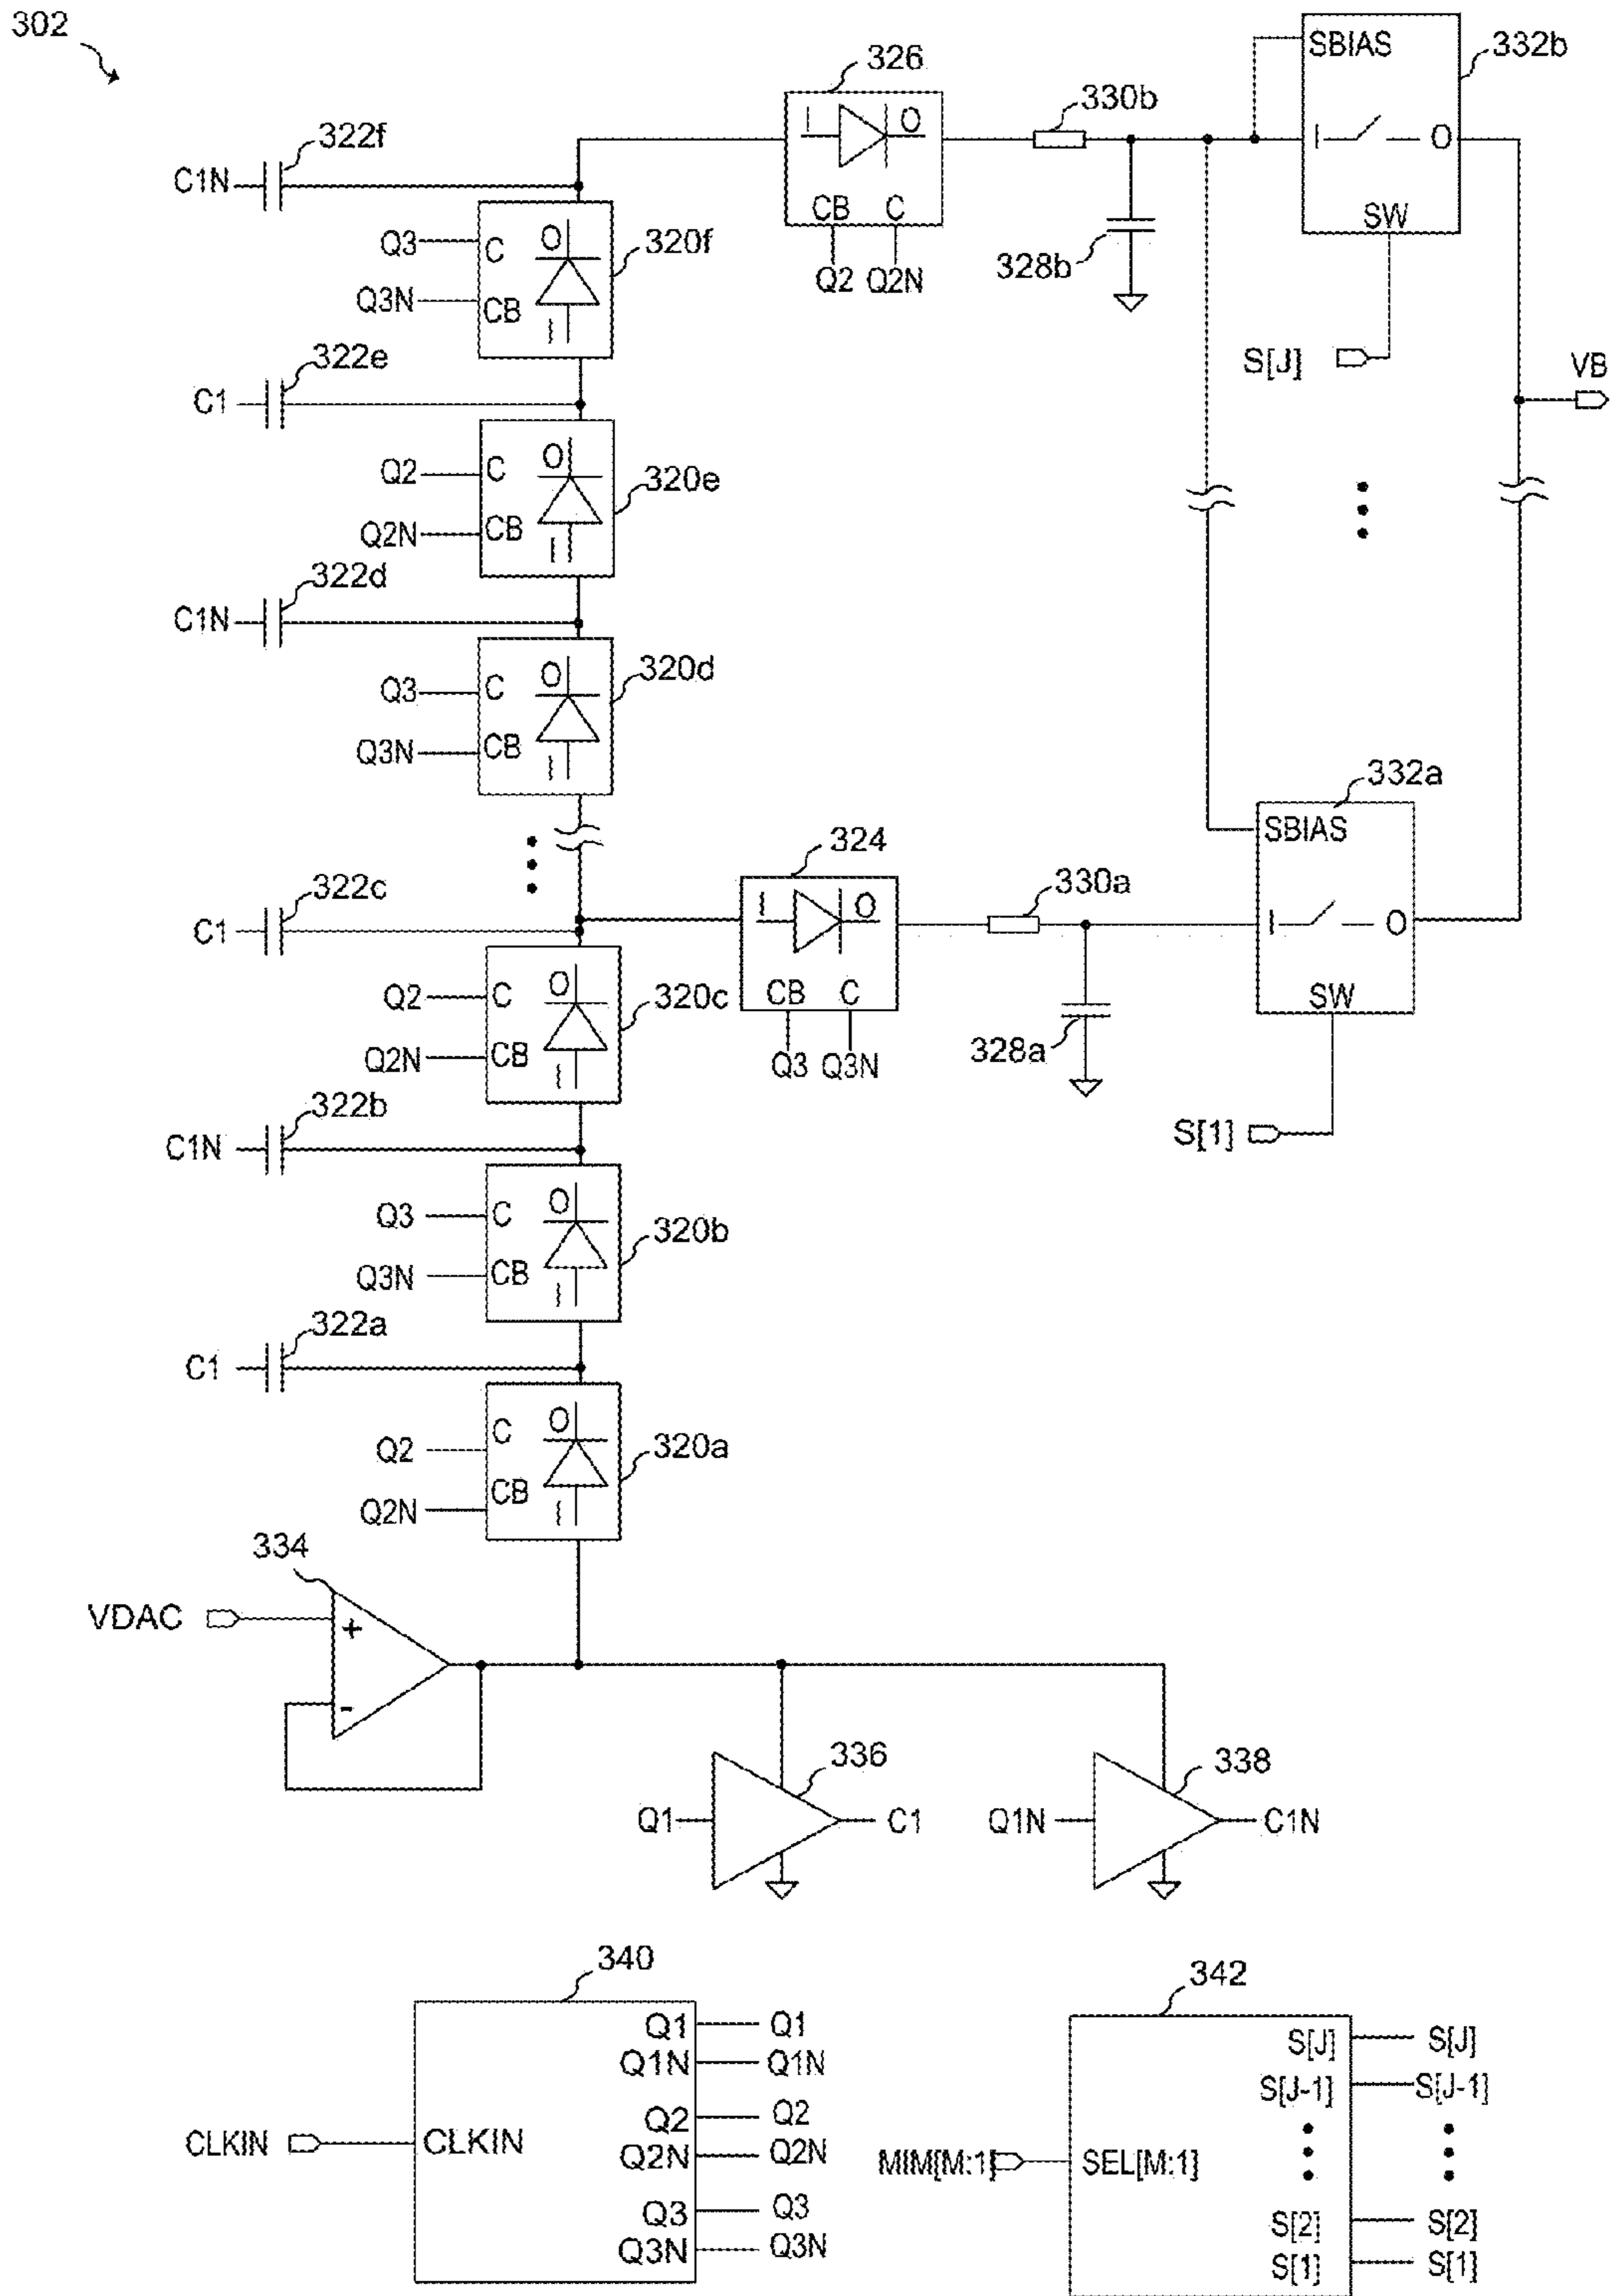 302
326
SBIAS
332b
330b
322f
I O
I O
C1N
CB C
SW
Q3 C O
320f
328b
Q2 Q2N
Q3N CB I
322e
S[J]
VB
C1
Q2 C O
320e
Q2N CB I
322d
C1N
Q3 C O
320d
332a
Q3N CB I
SBIAS
324
322c
330a
I O
I O
C1
CB C
SW
Q2 C O
320c
328a
Q3 Q3N
Q2N CB I
322b
S[1]
C1N
Q3 C O
320b
Q3N CB I
322a
C1
Q2 C O
320a
Q2N CB I
334
VDAC
+
-
336
338
Q1 C1
Q1N C1N
340
342
Q1 Q1
Q1N Q1N
Q2 Q2
CLKIN CLKIN
Q2N Q2N
Q3 Q3
Q3N Q3N
S[J] S[J]
S[J-1] S[J-1]
MIM[M:1] SEL[M:1]
S[2] S[2]
S[1] S[1]